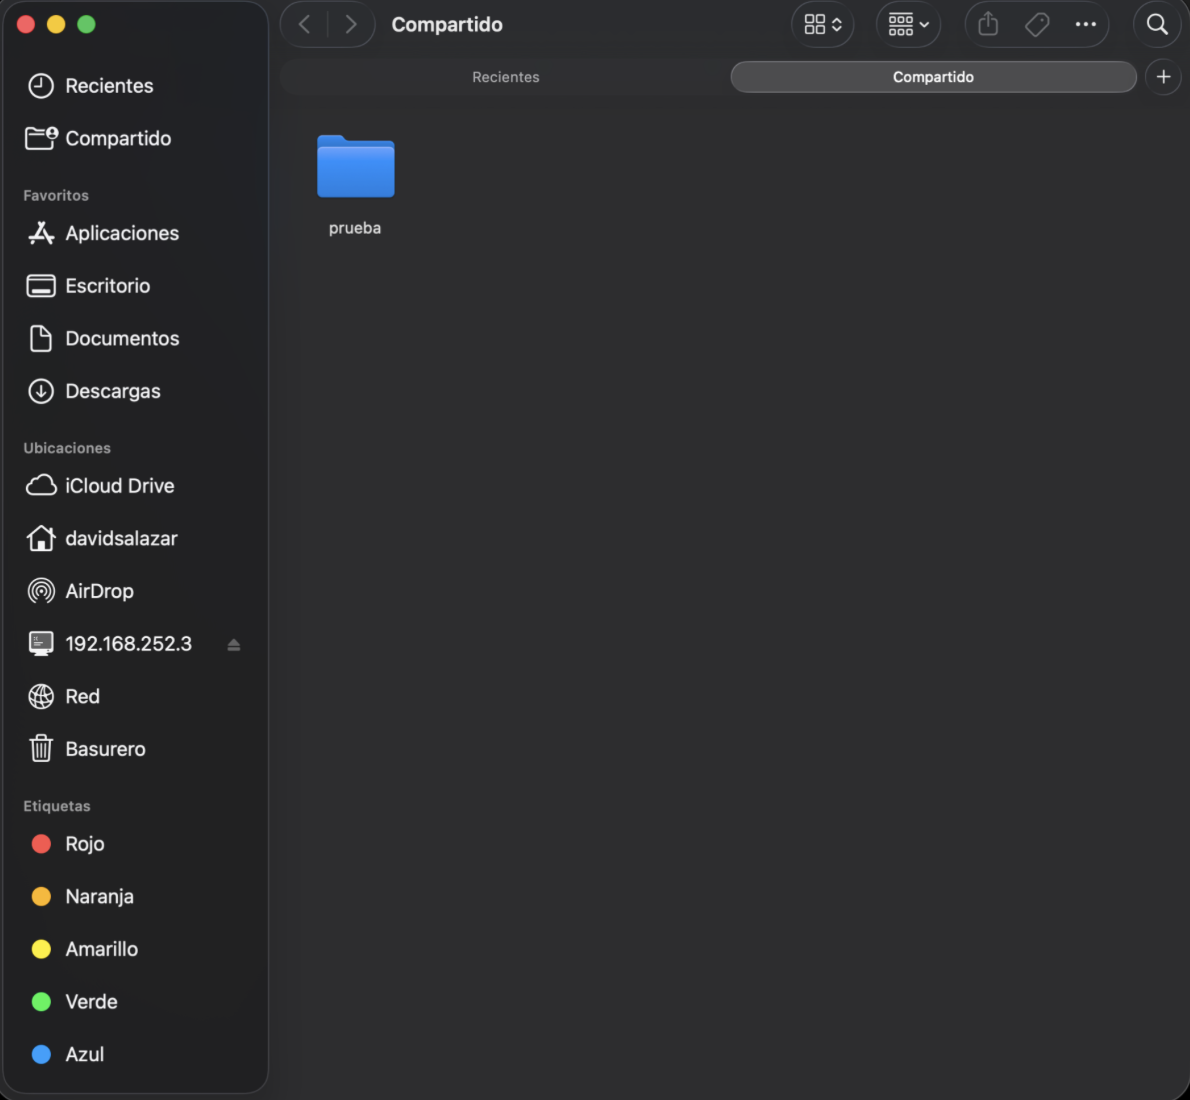 Compartido
Recientes
Compartido
Recientes
Compartido
Favoritos
Aplicaciones
Escritorio
Documentos
Descargas
Ubicaciones
iCloud Drive
davidsalazar
AirDrop
192.168.252.3
Red
Basurero
Etiquetas
Rojo
Naranja
Amarillo
Verde
Azul
prueba